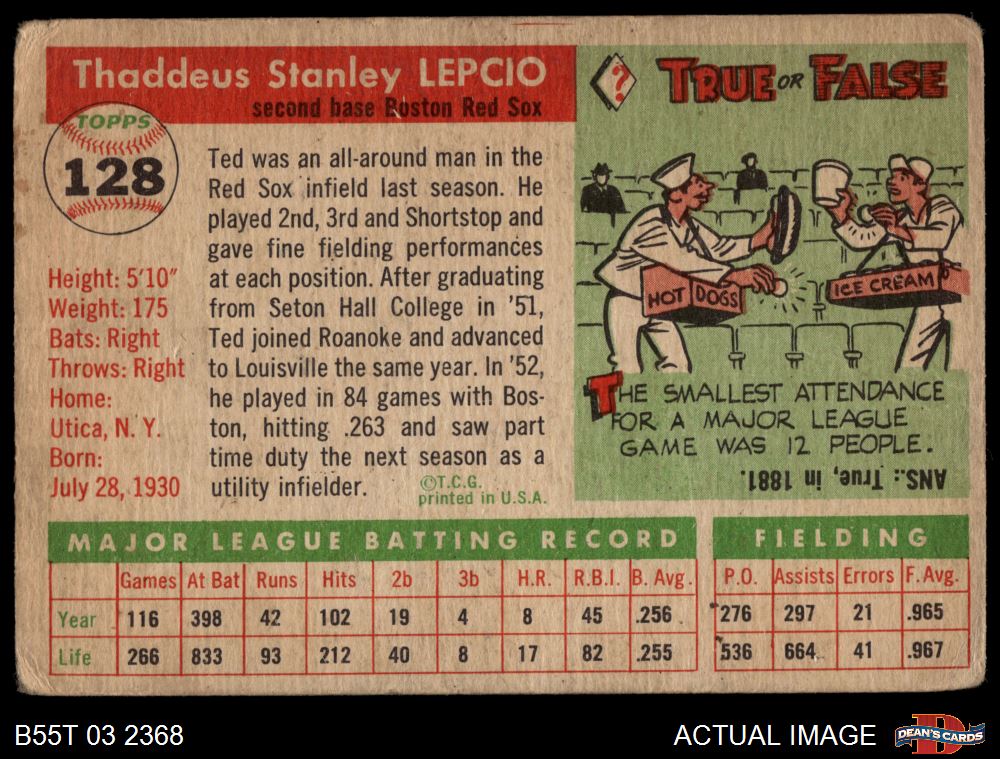 Thaddeus Stanley LEPCIO
second base Boston Red Sox
TOPPS
128
Height: 5'10"
Weight: 175
Bats: Right
Throws: Right
Home:
Utica, N. Y.
Born:
July 28, 1930
Ted was an all-around man in the
Red Sox infield last season. He
played 2nd, 3rd and Shortstop and
gave fine fielding performances
at each position. After graduating
from Seton Hall College in '51,
Ted joined Roanoke and advanced
to Louisville the same year. In '52,
he played in 84 games with Bos-
ton, hitting .263 and saw part
time duty the next season as a
utility infielder.
©T.C.G.
printed in U.S.A.
?
TRUE OR FALSE
HOT DOGS
ICE CREAM
THE SMALLEST ATTENDANCE
FOR A MAJOR LEAGUE
GAME WAS 12 PEOPLE.
ANS.: True, in 1881.
MAJOR LEAGUE BATTING RECORD
Games At Bat Runs Hits 2b 3b H.R. R.B.I. B. Avg.
Year 116 398 42 102 19 4 8 45 .256
Life 266 833 93 212 40 8 17 82 .255
FIELDING
P.O. Assists Errors F. Avg.
276 297 21 .965
536 664 41 .967
B55T 03 2368
ACTUAL IMAGE
DEAN'S CARDS